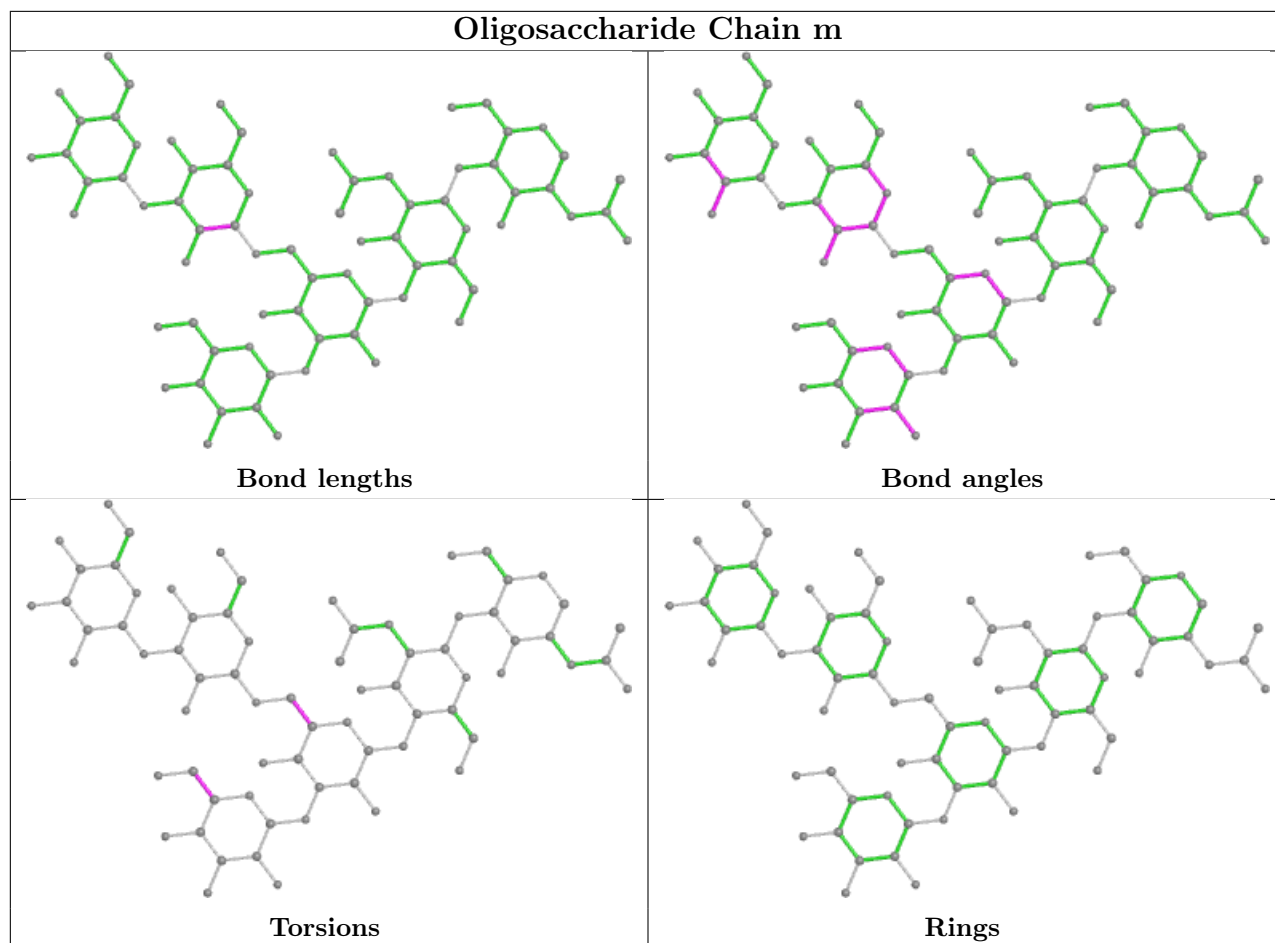 Oligosaccharide Chain m
Bond lengths
Bond angles
Torsions
Rings